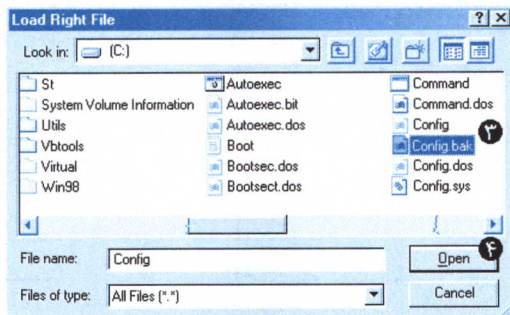 Load Right File
Look in: (C:)
St
System Volume Information
Utils
Vbtools
Virtual
Win98
Autoexec
Autoexec.bit
Autoexec.dos
Boot
Bootsec.dos
Bootsect.dos
Command
Command.dos
Config
Config.bak
Config.dos
Config.sys
۳
File name: Config
Open
۴
Files of type: All Files (*.*)
Cancel